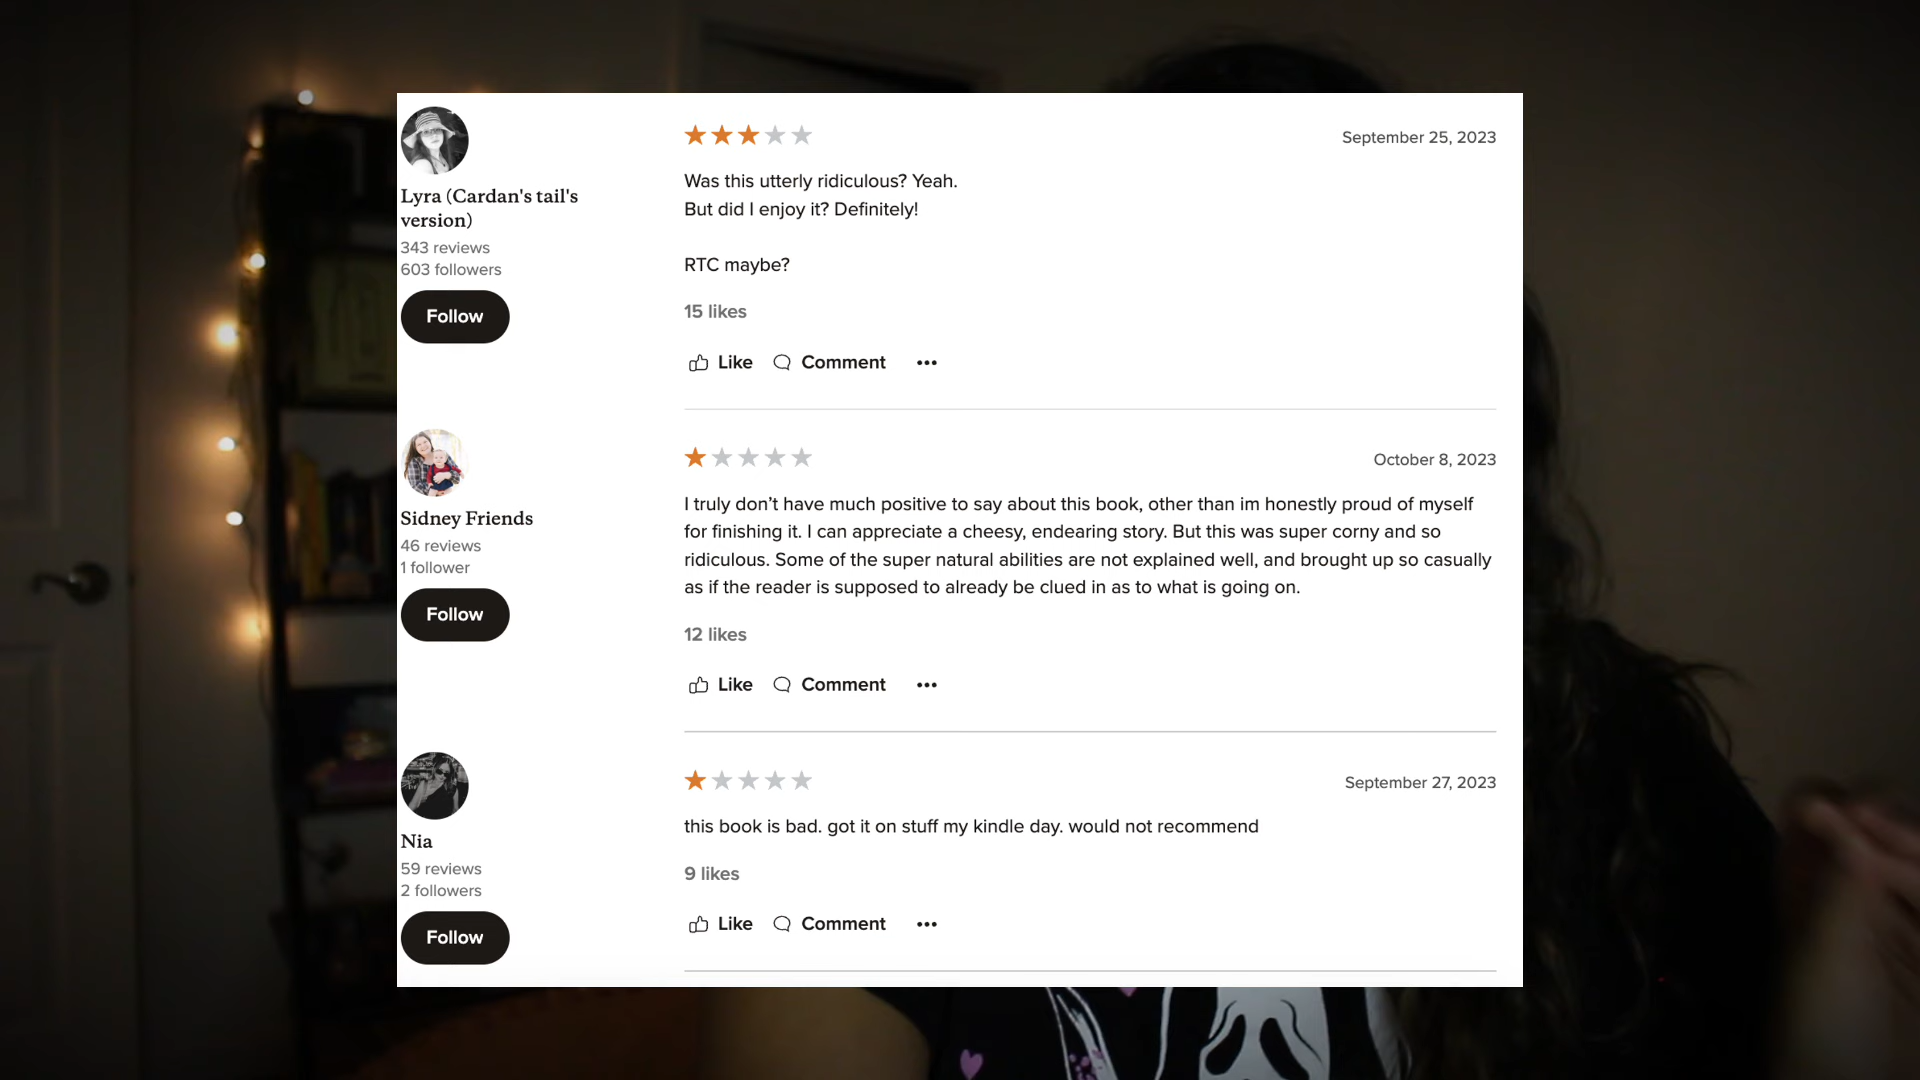 Lyra (Cardan's tail's
version)
343 reviews
603 followers
Follow
September 25, 2023
Was this utterly ridiculous? Yeah.
But did I enjoy it? Definitely!
RTC maybe?
15 likes
Like Comment •••
Sidney Friends
46 reviews
1 follower
Follow
October 8, 2023
I truly don’t have much positive to say about this book, other than im honestly proud of myself
for finishing it. I can appreciate a cheesy, endearing story. But this was super corny and so
ridiculous. Some of the super natural abilities are not explained well, and brought up so casually
as if the reader is supposed to already be clued in as to what is going on.
12 likes
Like Comment •••
Nia
59 reviews
2 followers
Follow
September 27, 2023
this book is bad. got it on stuff my kindle day. would not recommend
9 likes
Like Comment •••